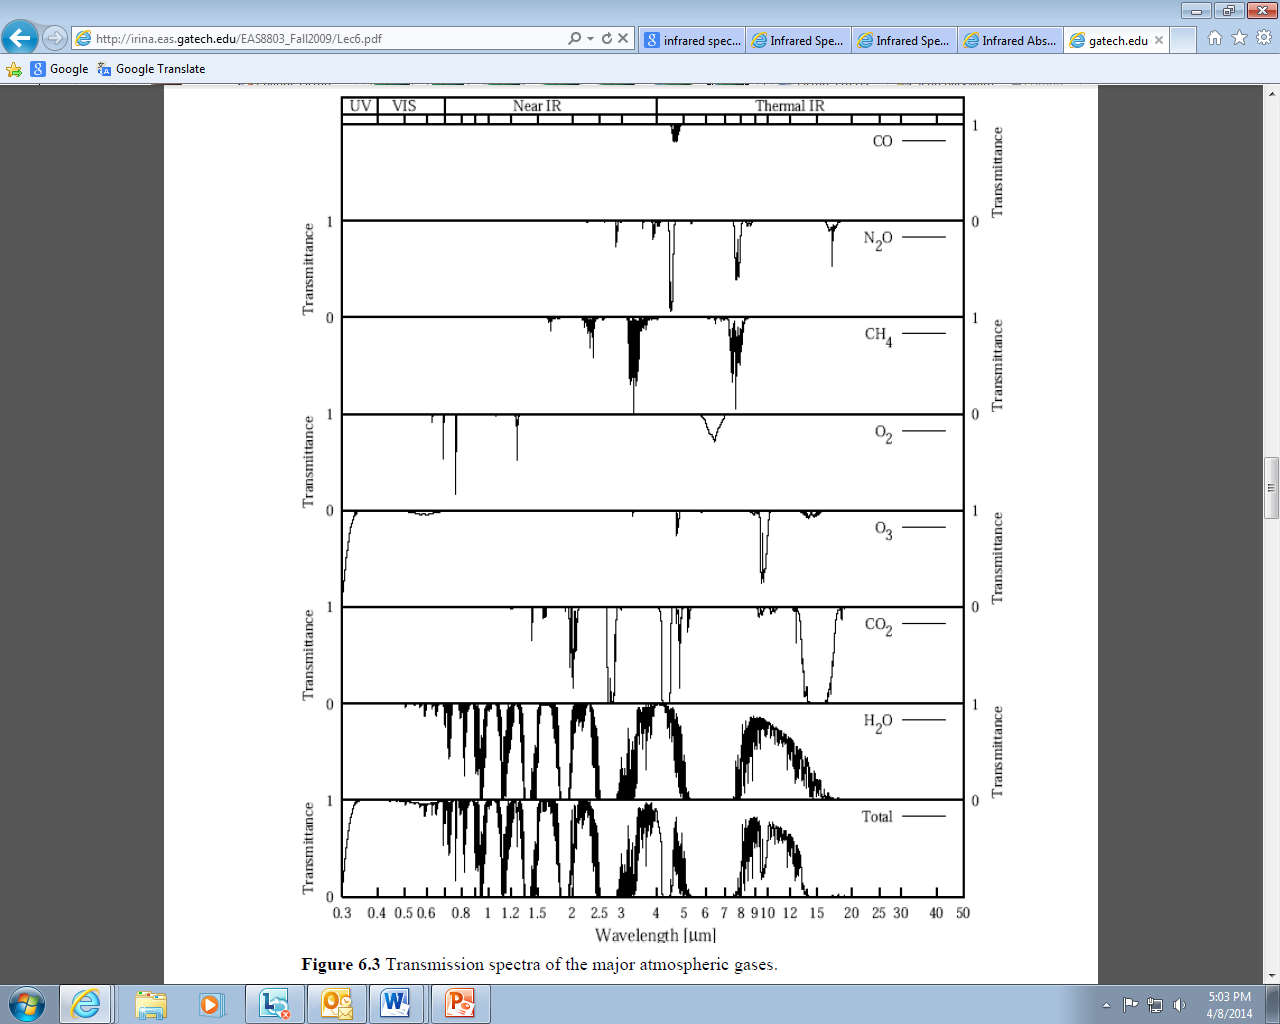 http://irina.eas.gatech.edu/EAS8803_Fall2009/Lec6.pdf
infrared spec...
Infrared Spe...
Infrared Spe...
Infrared Abs...
gatech.edu
Google
Google Translate
UV VIS Near IR Thermal IR
1
CO
Transmittance
1 0
N2O
Transmittance
0 1
CH4
Transmittance
1 0
O2
Transmittance
0 1
O3
Transmittance
1 0
CO2
Transmittance
0 1
H2O
Transmittance
1 0
Total
Transmittance
0
0.3 0.4 0.5 0.6 0.8 1 1.2 1.5 2 2.5 3 4 5 6 7 8 9 10 12 15 20 25 30 40 50
Wavelength [μm]
Figure 6.3 Transmission spectra of the major atmospheric gases.
5:03 PM
4/8/2014